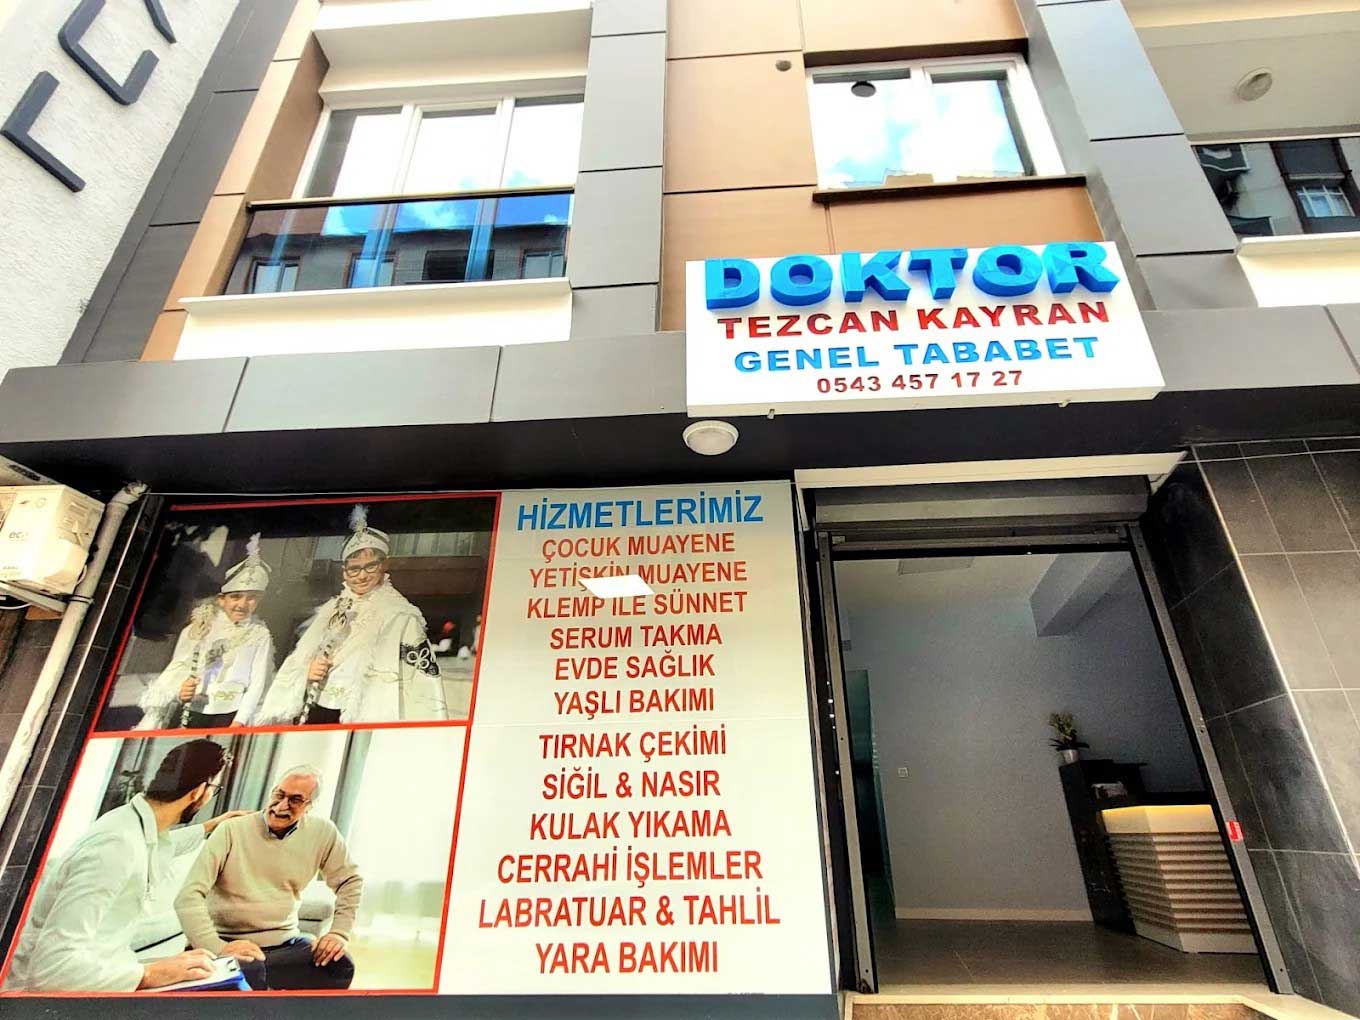 DOKTOR
TEZCAN KAYRAN
GENEL TABABET
0543 457 17 27
HİZMETLERİMİZ
ÇOCUK MUAYENE
YETİŞKİN MUAYENE
KLEMP İLE SÜNNET
SERUM TAKMA
EVDE SAĞLIK
YAŞLI BAKIMI
TIRNAK ÇEKİMİ
SİĞİL & NASIR
KULAK YIKAMA
CERRAHİ İŞLEMLER
LABRATUAR & TAHLİL
YARA BAKIMI